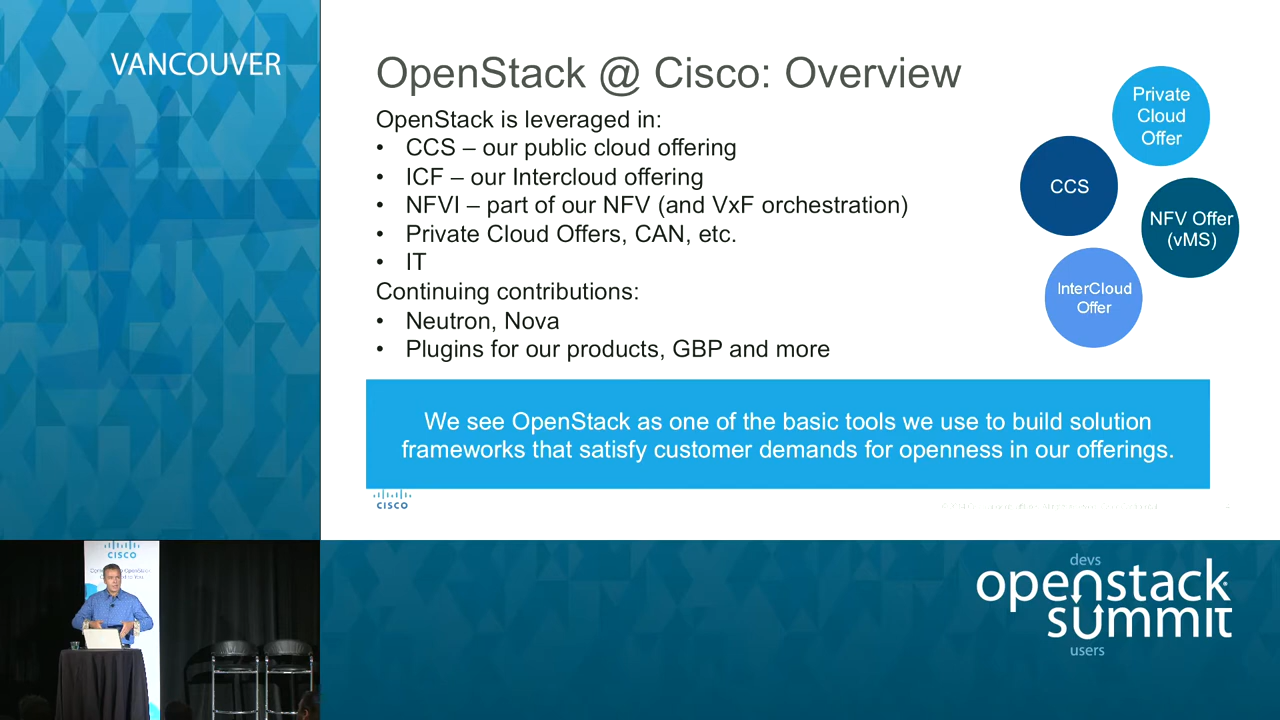 VANCOUVER
OpenStack @ Cisco: Overview
OpenStack is leveraged in:
• CCS – our public cloud offering
• ICF – our Intercloud offering
• NFVI – part of our NFV (and VxF orchestration)
• Private Cloud Offers, CAN, etc.
• IT
Continuing contributions:
• Neutron, Nova
• Plugins for our products, GBP and more
Private
Cloud
Offer
CCS
NFV Offer
(vMS)
InterCloud
Offer
We see OpenStack as one of the basic tools we use to build solution
frameworks that satisfy customer demands for openness in our offerings.
CISCO
CISCO
devs
openstack
summit
users